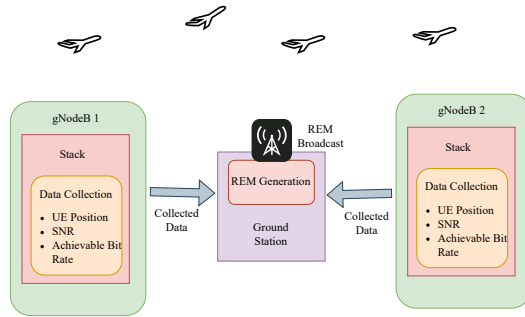 gNodeB 1
Stack
Data Collection
• UE Position
• SNR
• Achievable Bit
Rate
Collected
Data
REM
Broadcast
REM Generation
Ground
Station
Collected
Data
gNodeB 2
Stack
Data Collection
• UE Position
• SNR
• Achievable Bit
Rate